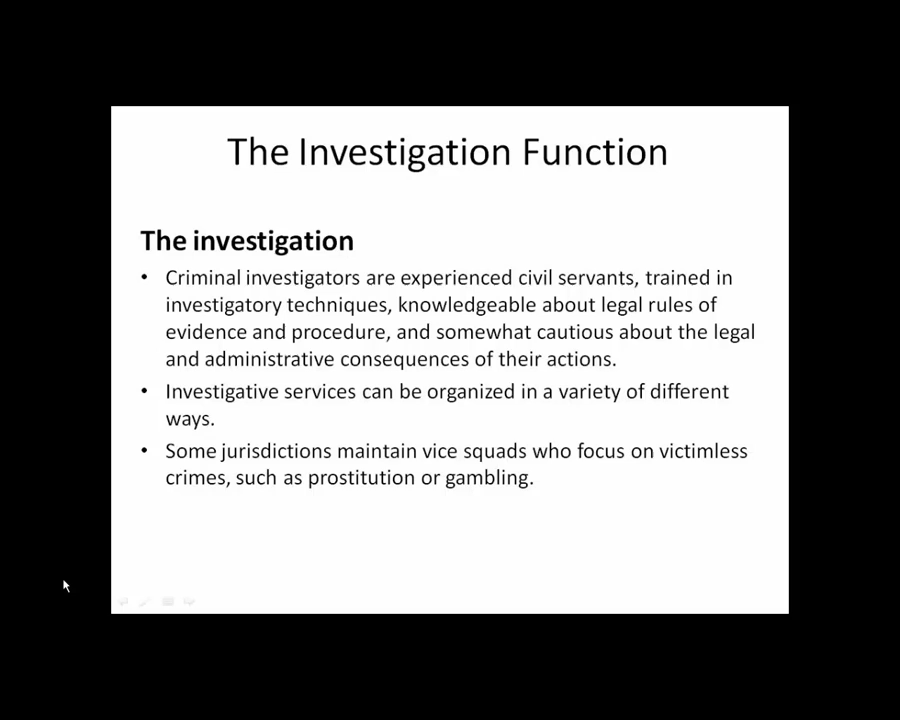 The Investigation Function
The investigation
• Criminal investigators are experienced civil servants, trained in
investigatory techniques, knowledgeable about legal rules of
evidence and procedure, and somewhat cautious about the legal
and administrative consequences of their actions.
• Investigative services can be organized in a variety of different
ways.
• Some jurisdictions maintain vice squads who focus on victimless
crimes, such as prostitution or gambling.